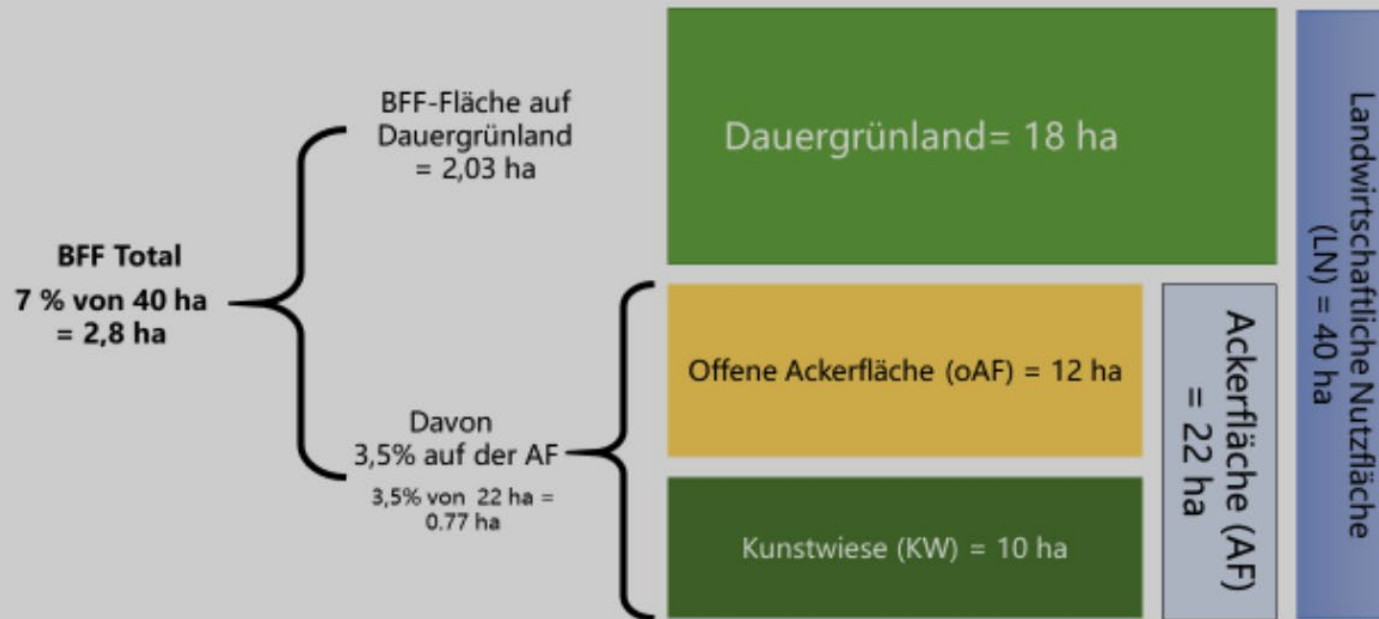 BFF Total
7 % von 40 ha
= 2,8 ha
BFF-Fläche auf
Dauergrünland
= 2,03 ha
Davon
3,5% auf der AF
3,5% von 22 ha =
0.77 ha
Dauergrünland= 18 ha
Offene Ackerfläche (oAF) = 12 ha
Kunstwiese (KW) = 10 ha
Ackerfläche (AF)
= 22 ha
Landwirtschaftliche Nutzfläche
(LN) = 40 ha